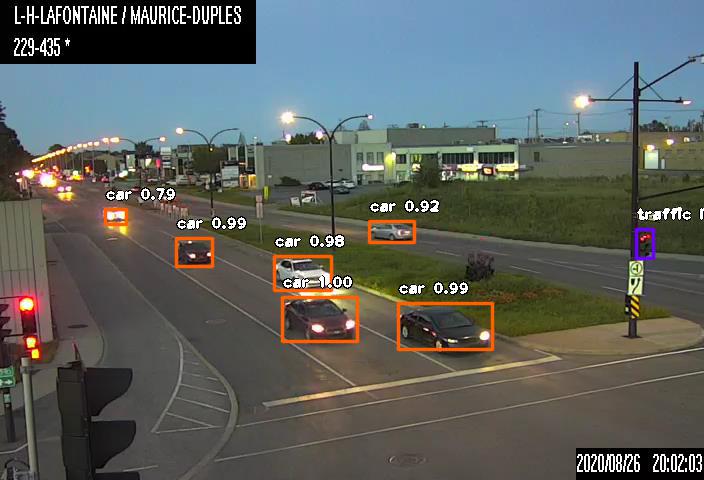 L-H-LAFONTAINE / MAURICE-DUPLES
229-435 *
car 0.79
car 0.99
car 0.92
car 0.98
car 1.00
car 0.99
traffic l
2020/08/26 20:02:03